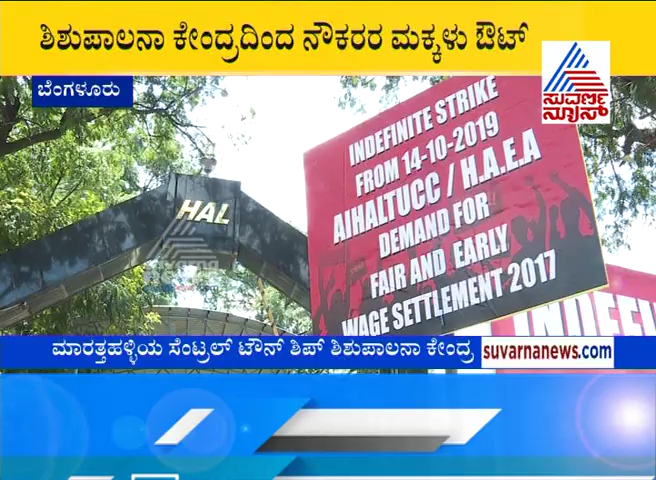 ಶಿಶುಪಾಲನಾ ಕೇಂದ್ರದಿಂದ ನೌಕರರ ಮಕ್ಕಳು ಔಟ್
ಬೆಂಗಳೂರು
ಸುವರ್ಣ
ನ್ಯೂಸ್
INDEFINITE STRIKE
FROM 14-10-2019
AIHALTUCC / H.A.E.A
DEMAND FOR
FAIR AND EARLY
WAGE SETTLEMENT 2017
HAL
ಮಾರತ್ತಹಳ್ಳಿಯ ಸೆಂಟ್ರಲ್ ಟೌನ್ ಶಿಪ್ ಶಿಶುಪಾಲನಾ ಕೇಂದ್ರ
suvarnanews.com